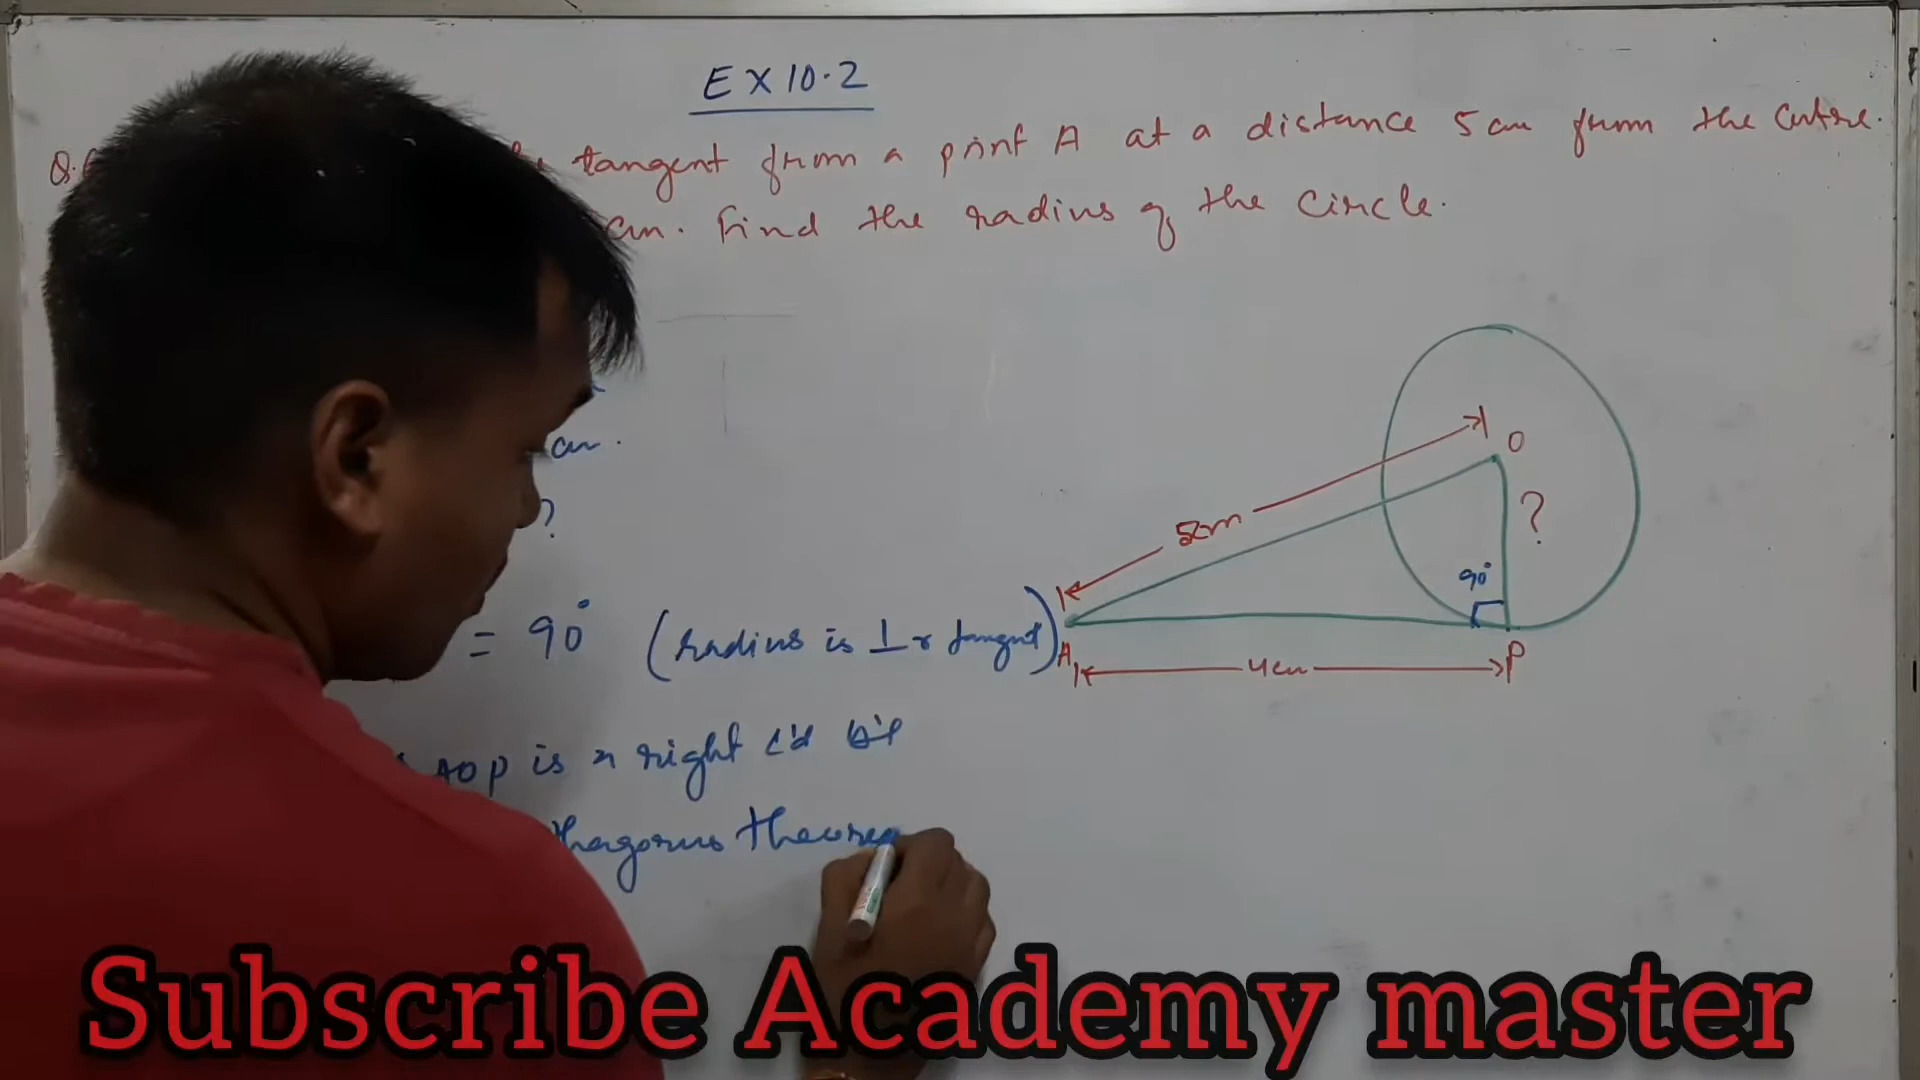 EX 10.2
tangent from a point A at a distance 5 cm from the centre.
cm. Find the radius of the circle.
cm.
?
= 90° (radius is ⊥r tangent)
AOP is a right
thagorus theorem
O
5cm
?
90°
A
4cm
P
Subscribe Academy master